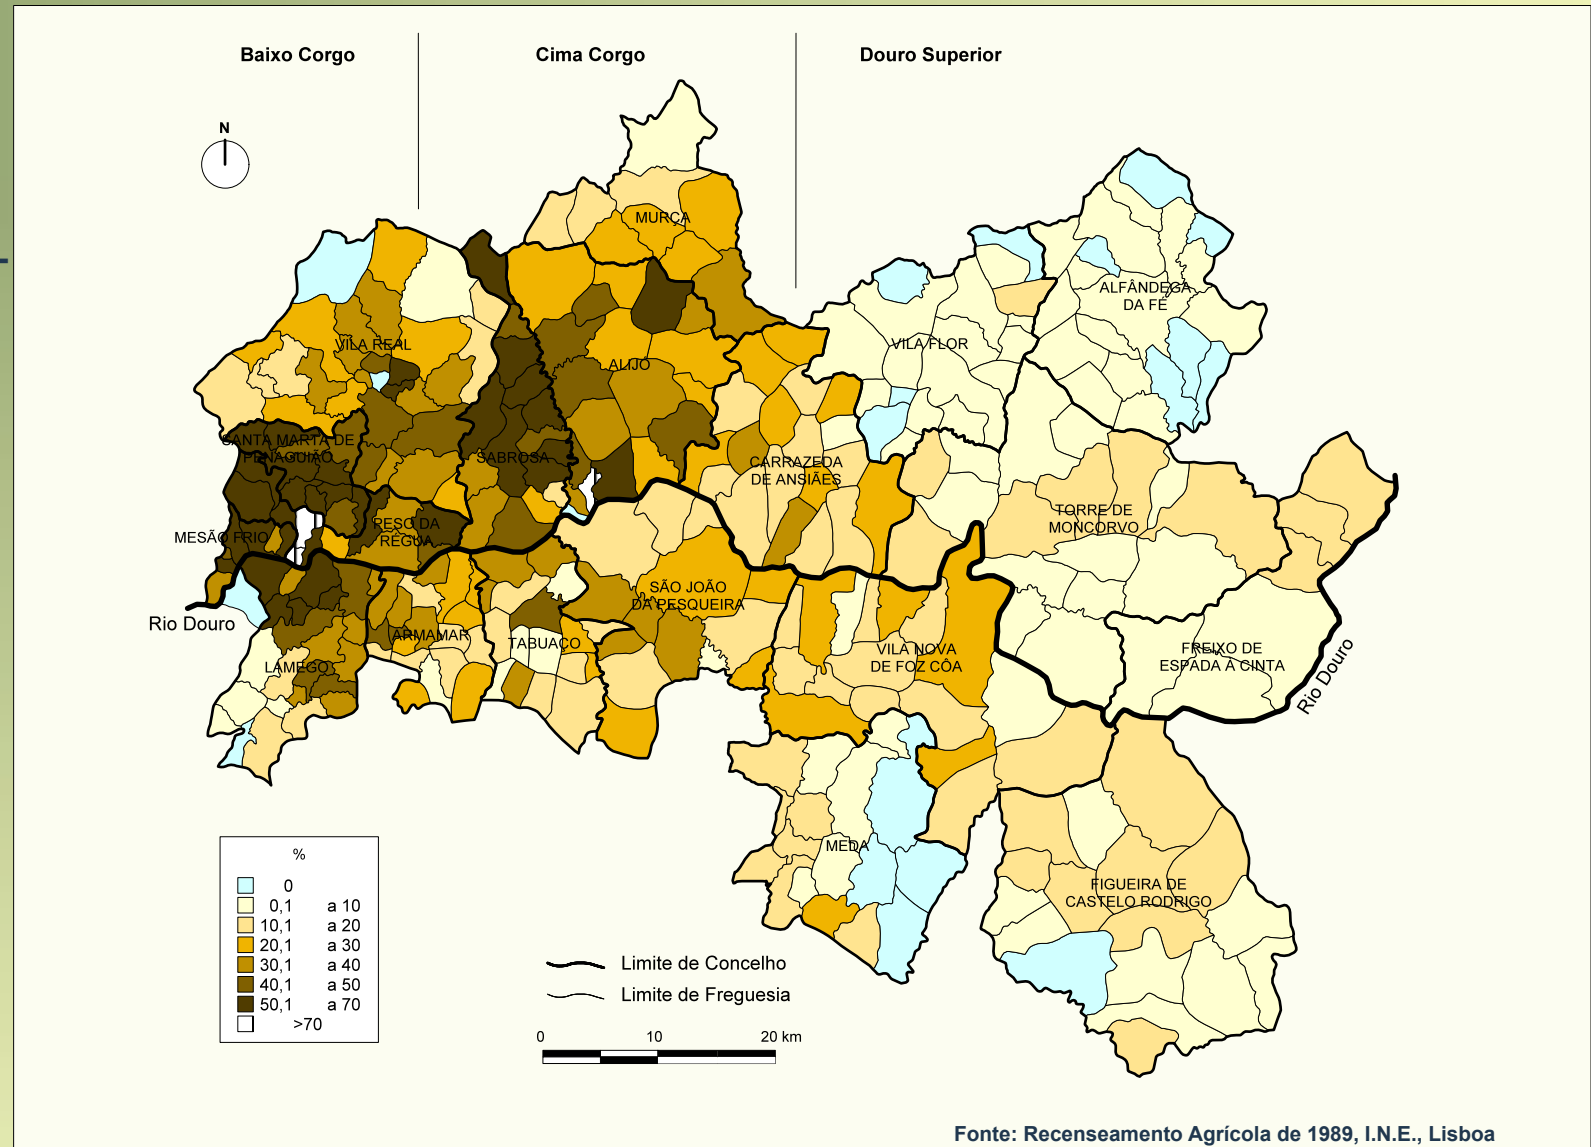 Baixo Corgo
Cima Corgo
Douro Superior
N
MURÇA
ALFÂNDEGA
DA FÉ
VILA REAL
VILA FLOR
ALIJÓ
SANTA MARTA DE
PENAGUIÃO
SABROSA
CARRAZEDA
DE ANSIÃES
TORRE DE
MONCORVO
MESÃO FRIO
PESO DA
RÉGUA
SÃO JOÃO
DA PESQUEIRA
Rio Douro
ARMAMAR
TABUAÇO
VILA NOVA
DE FOZ CÔA
FREIXO DE
ESPADA À CINTA
LAMEGO
Rio Douro
MEDA
FIGUEIRA DE
CASTELO RODRIGO
%
0
0,1 a 10
10,1 a 20
20,1 a 30
30,1 a 40
40,1 a 50
50,1 a 70
>70
Limite de Concelho
Limite de Freguesia
0 10 20 km
Fonte: Recenseamento Agrícola de 1989, I.N.E., Lisboa